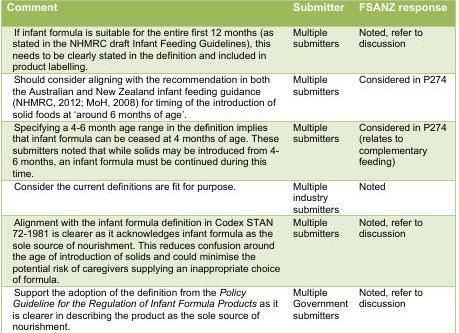 Comment Submitter FSANZ response
If infant formula is suitable for the entire first 12 months (as Multiple Noted, refer to
stated in the NHMRC draft Infant Feeding Guidelines), this submitters discussion
needs to be clearly stated in the definition and included in
product labelling.
Should consider aligning with the recommendation in both Multiple Considered in P274
the Australian and New Zealand infant feeding guidance submitters
(NHMRC, 2012; MoH, 2008) for timing of the introduction of
solid foods at ‘around 6 months of age’.
Specifying a 4-6 month age range in the definition implies Multiple Considered in P274
that infant formula can be ceased at 4 months of age. These submitters (relates to
submitters noted that while solids may be introduced from 4- complementary
6 months, an infant formula must be continued during this feeding)
time.
Consider the current definitions are fit for purpose. Multiple Noted
industry
submitters
Alignment with the infant formula definition in Codex STAN Multiple Noted, refer to
72-1981 is clearer as it acknowledges infant formula as the submitters discussion
sole source of nourishment. This reduces confusion around
the age of introduction of solids and could minimise the
potential risk of caregivers supplying an inappropriate choice
of formula.
Support the adoption of the definition from the Policy Multiple Noted, refer to
Guideline for the Regulation of Infant Formula Products as it Government discussion
is clearer in describing the product as the sole source of submitters
nourishment.